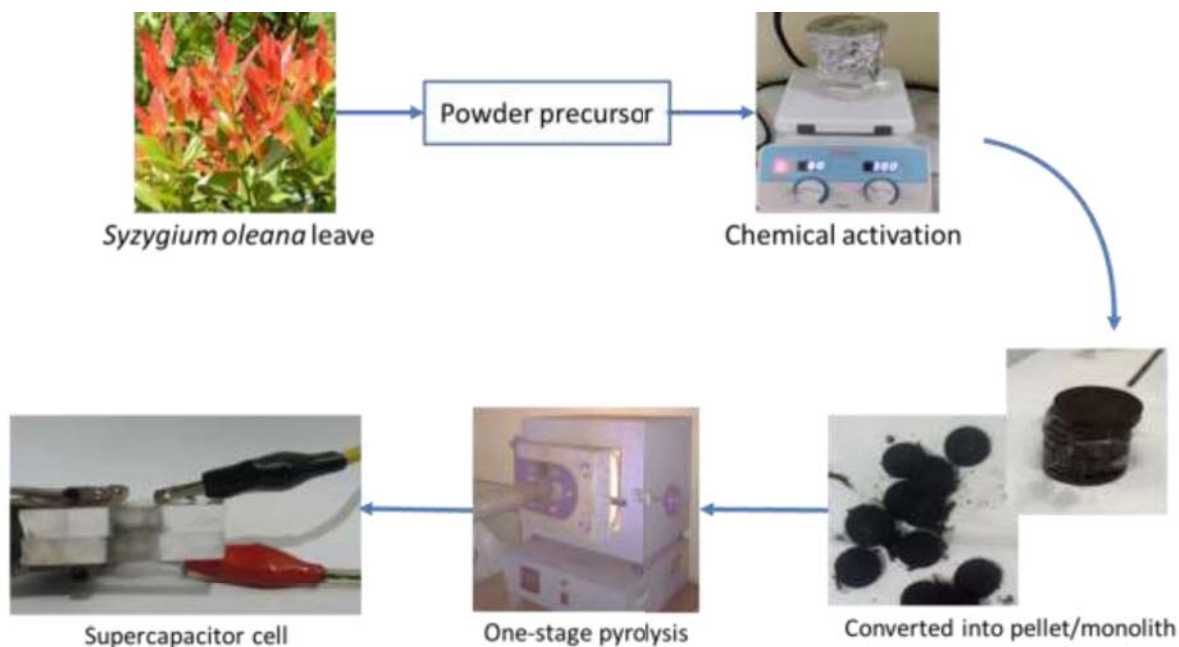 Powder precursor
Syzygium oleana leave
Chemical activation
Supercapacitor cell
One-stage pyrolysis
Converted into pellet/monolith